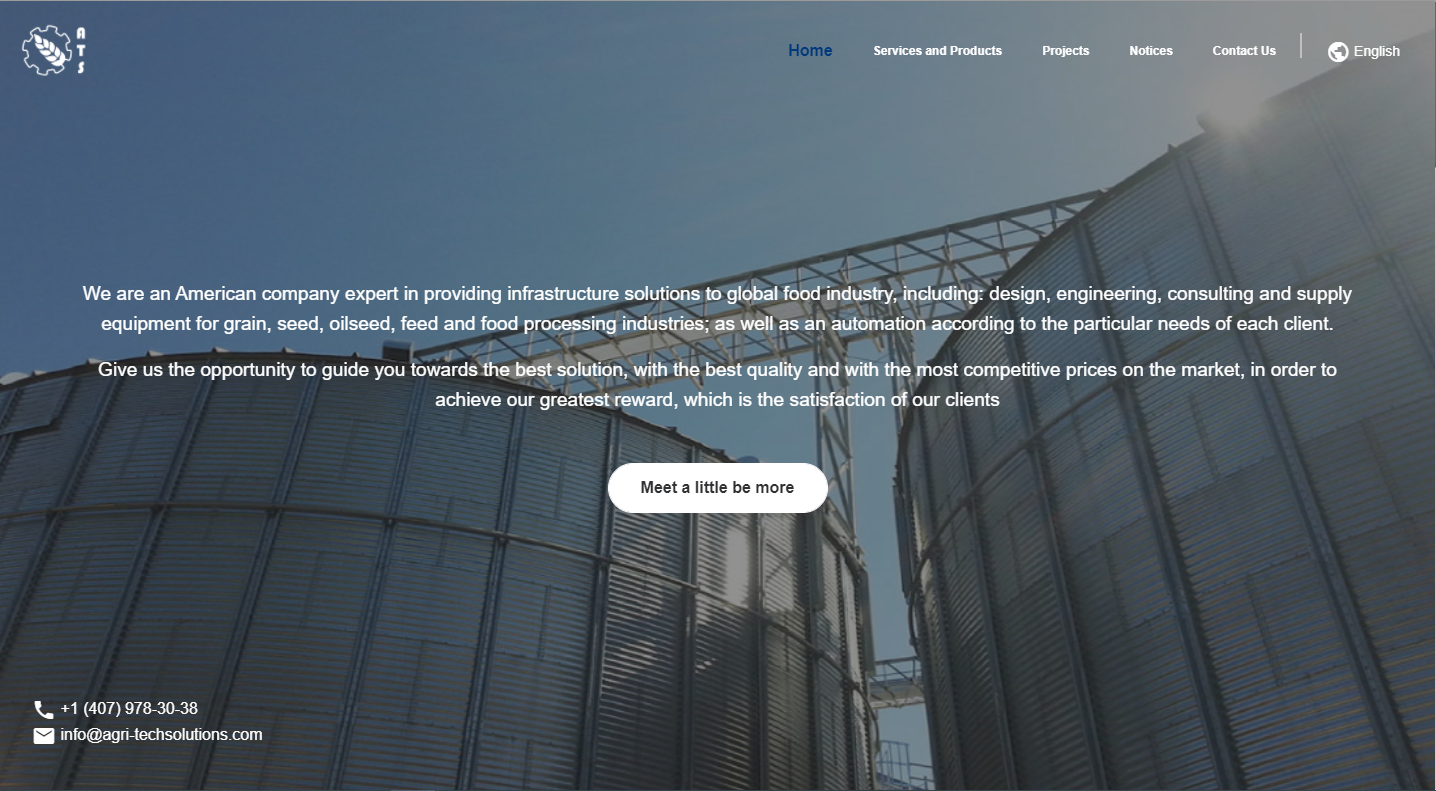 A
T
S
Home Services and Products Projects Notices Contact Us English
We are an American company expert in providing infrastructure solutions to global food industry, including: design, engineering, consulting and supply
equipment for grain, seed, oilseed, feed and food processing industries; as well as an automation according to the particular needs of each client.
Give us the opportunity to guide you towards the best solution, with the best quality and with the most competitive prices on the market, in order to
achieve our greatest reward, which is the satisfaction of our clients
Meet a little be more
+1 (407) 978-30-38
info@agri-techsolutions.com